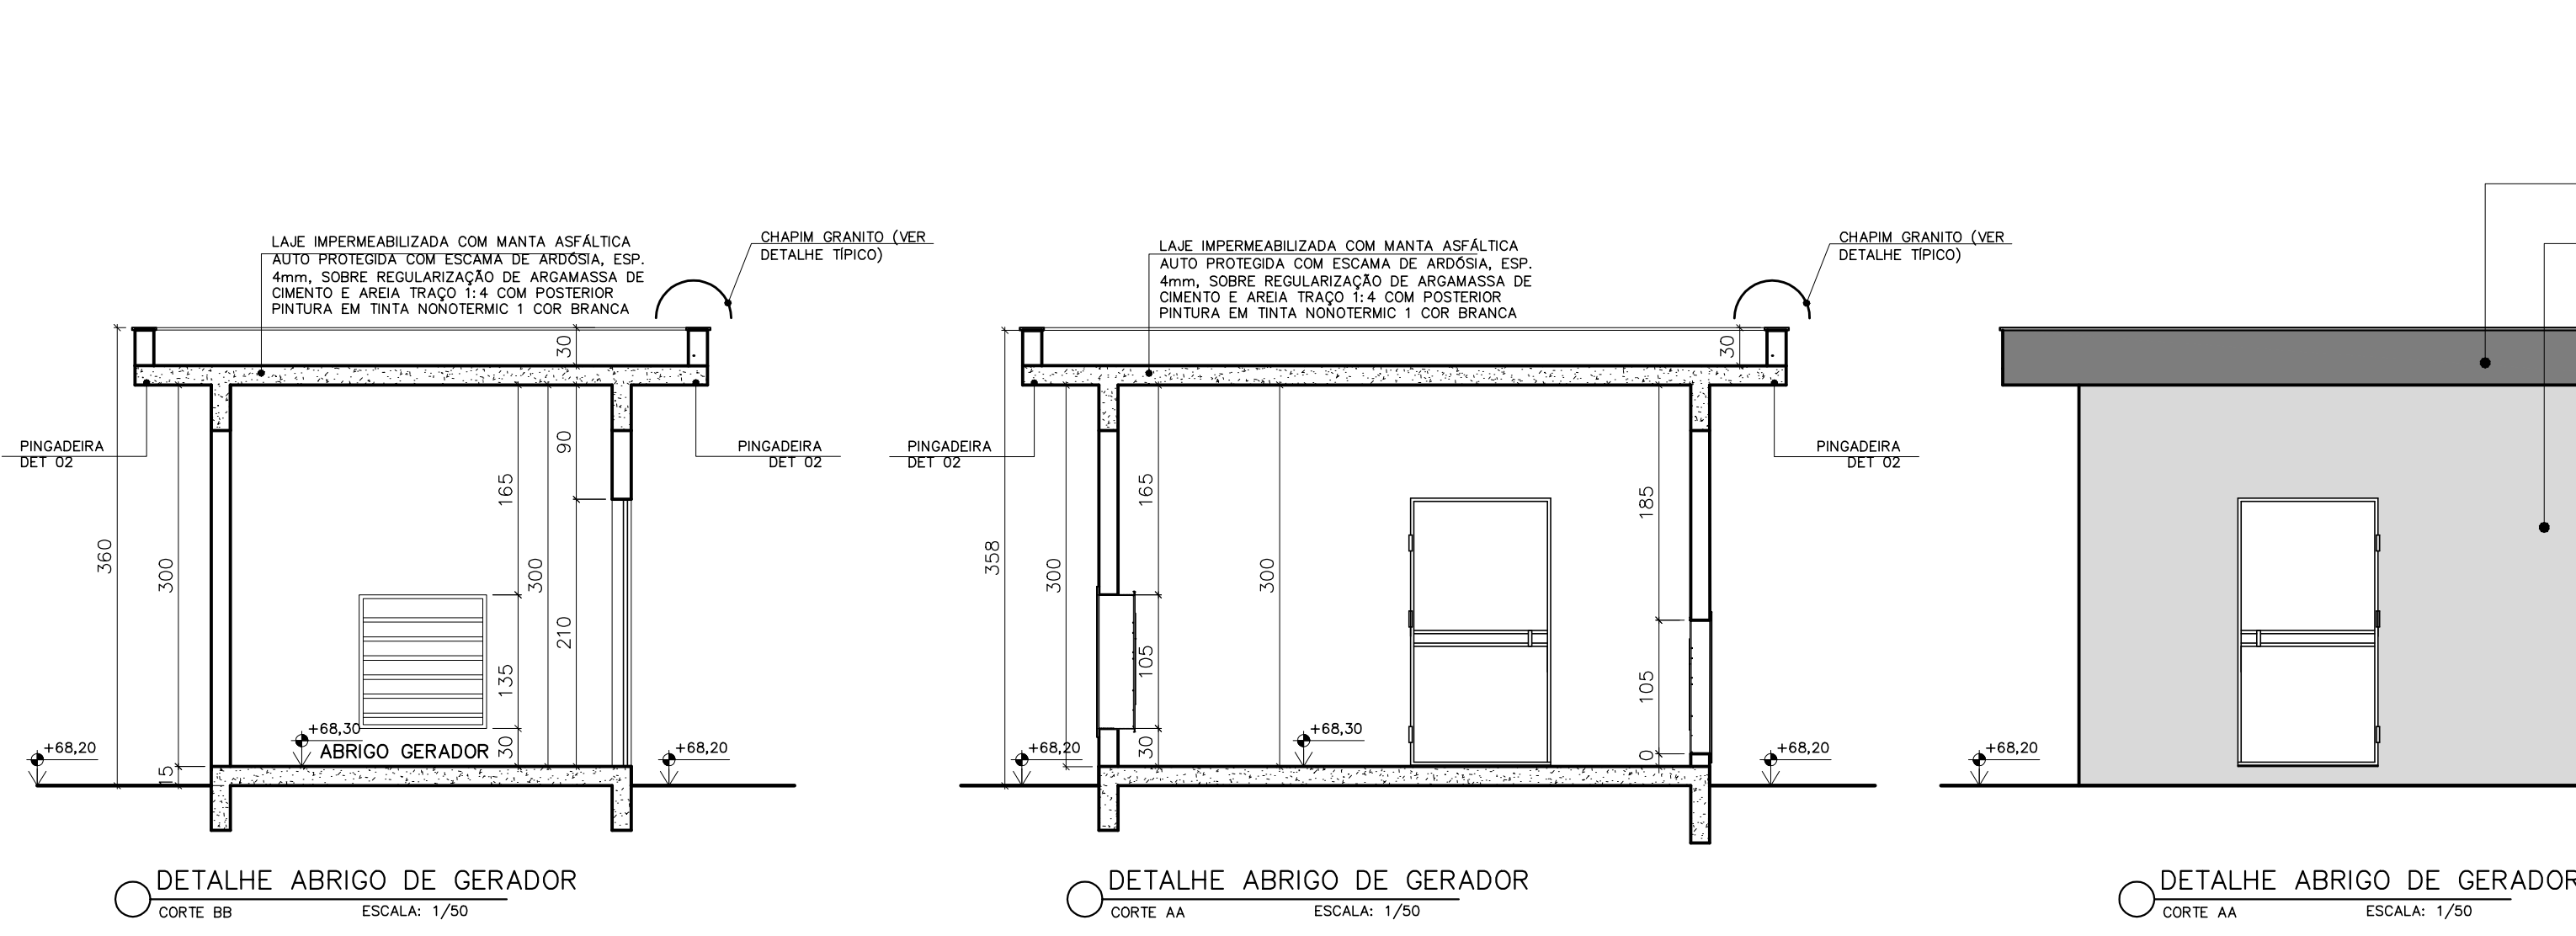 LAJE IMPERMEABILIZADA COM MANTA ASFÁLTICA
AUTO PROTEGIDA COM ESCAMA DE ARDÓSIA, ESP.
4mm, SOBRE REGULARIZAÇÃO DE ARGAMASSA DE
CIMENTO E AREIA TRAÇO 1:4 COM POSTERIOR
PINTURA EM TINTA NONOTERMIC 1 COR BRANCA
CHAPIM GRANITO (VER
DETALHE TÍPICO)
30
PINGADEIRA
DET 02
PINGADEIRA
DET 02
90
165
360
300
300
210
135
30
15
+68,20
+68,30
ABRIGO GERADOR
+68,20
DETALHE ABRIGO DE GERADOR
CORTE BB
ESCALA: 1/50
LAJE IMPERMEABILIZADA COM MANTA ASFÁLTICA
AUTO PROTEGIDA COM ESCAMA DE ARDÓSIA, ESP.
4mm, SOBRE REGULARIZAÇÃO DE ARGAMASSA DE
CIMENTO E AREIA TRAÇO 1:4 COM POSTERIOR
PINTURA EM TINTA NONOTERMIC 1 COR BRANCA
CHAPIM GRANITO (VER
DETALHE TÍPICO)
30
PINGADEIRA
DET 02
PINGADEIRA
DET 02
165
185
358
300
300
105
105
30
0
+68,20
+68,30
+68,20
DETALHE ABRIGO DE GERADOR
CORTE AA
ESCALA: 1/50
+68,20
DETALHE ABRIGO DE GERADOR
CORTE AA
ESCALA: 1/50